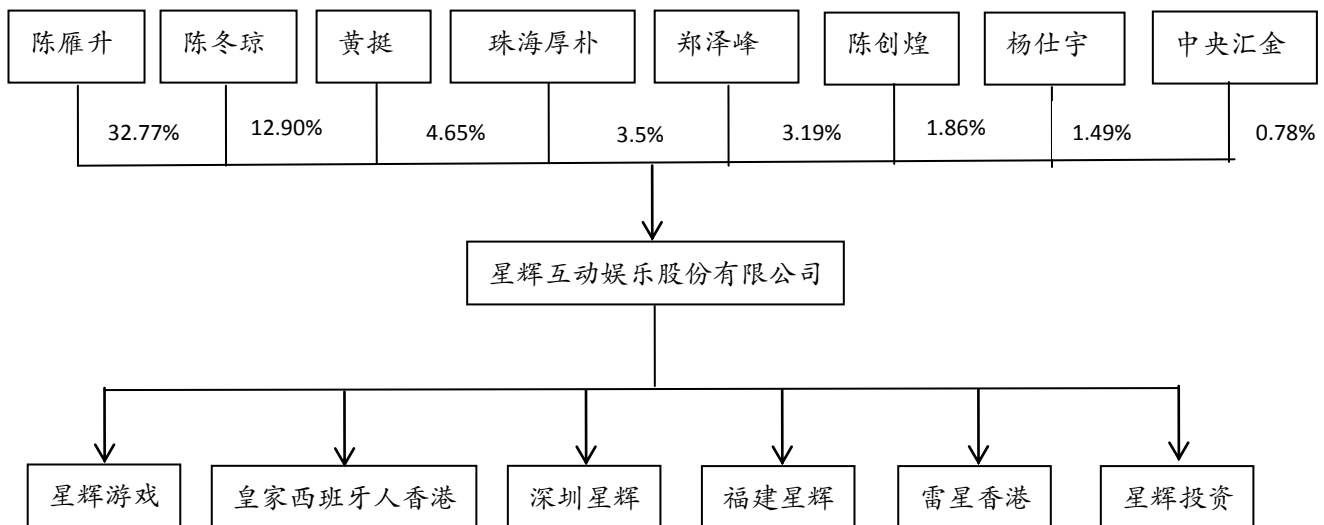 陈雁升
陈冬琼
黄挺
珠海厚朴
郑泽峰
陈创煌
杨仕宇
中央汇金
32.77%
12.90%
4.65%
3.5%
3.19%
1.86%
1.49%
0.78%
星辉互动娱乐股份有限公司
星辉游戏
皇家西班牙人香港
深圳星辉
福建星辉
雷星香港
星辉投资